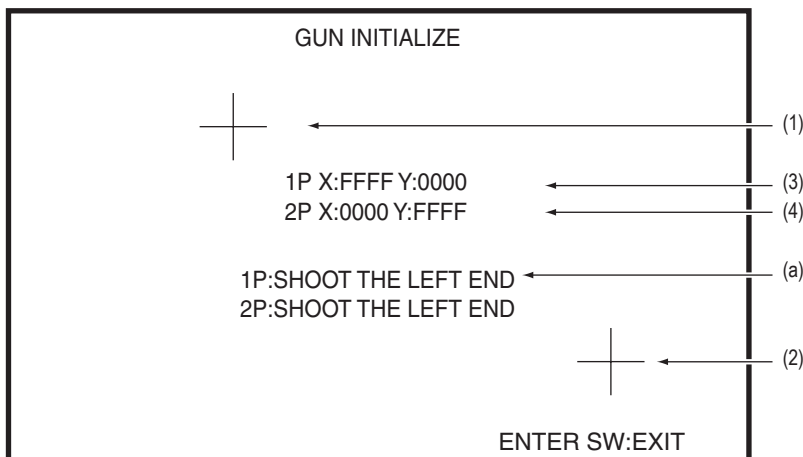 GUN INITIALIZE
(1)
1P X:FFFF Y:0000
(3)
2P X:0000 Y:FFFF
(4)
1P:SHOOT THE LEFT END
(a)
2P:SHOOT THE LEFT END
(2)
ENTER SW:EXIT